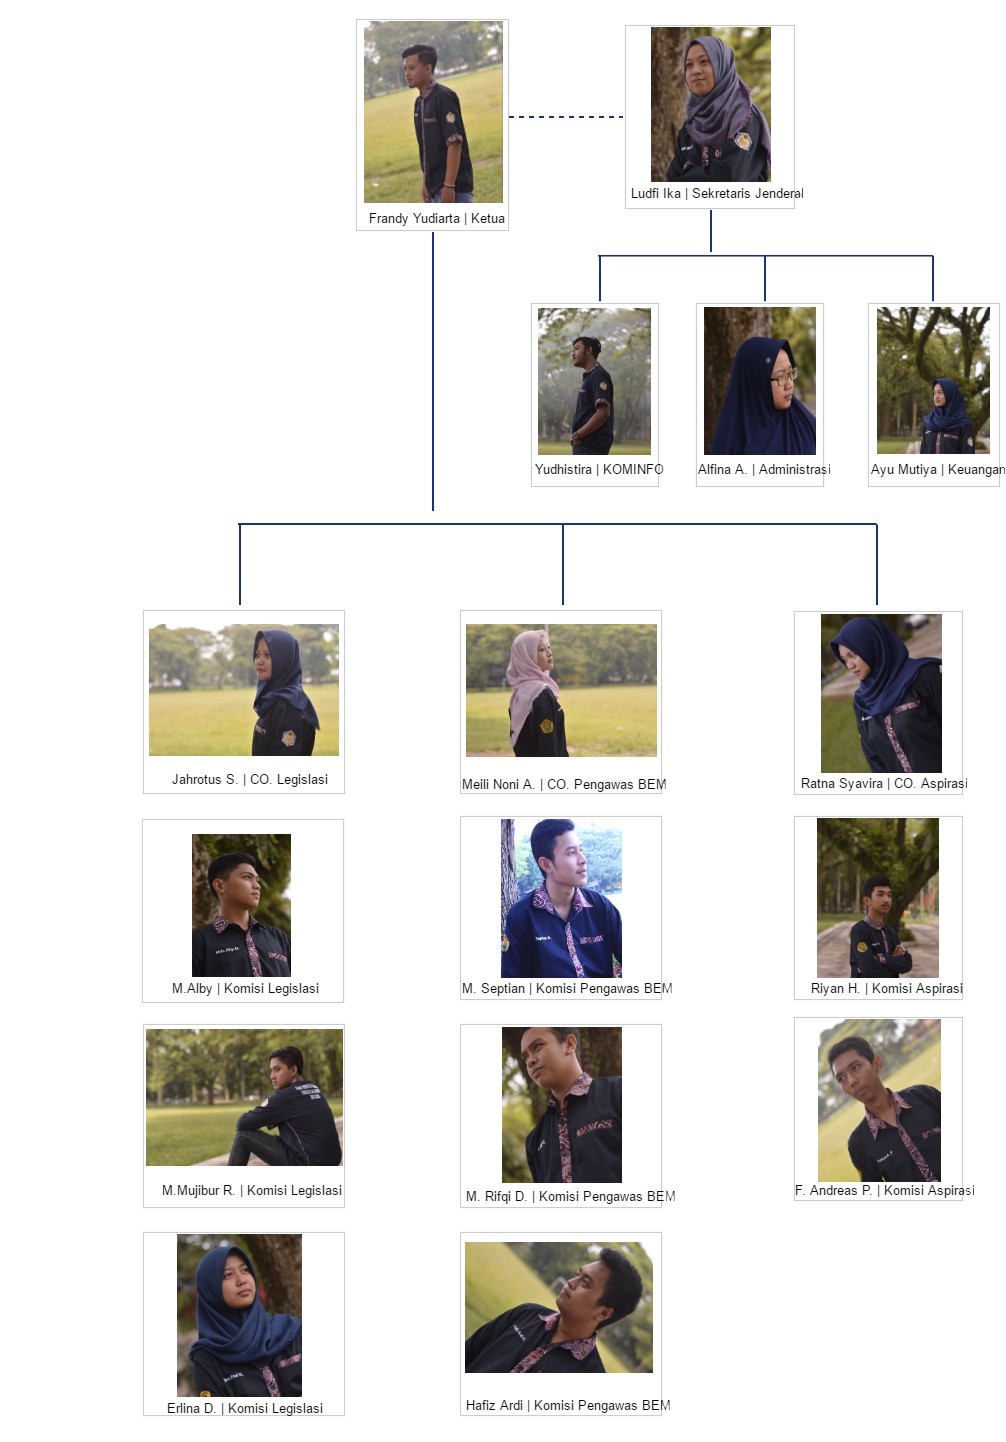 Frandy Yudiarta | Ketua
Ludfi Ika | Sekretaris Jenderal
Yudhistira | KOMINFO
Alfina A. | Administrasi
Ayu Mutiya | Keuangan
Jahrotus S. | CO. Legislasi
Meili Noni A. | CO. Pengawas BEM
Ratna Syavira | CO. Aspirasi
M.Alby | Komisi Legislasi
M. Septian | Komisi Pengawas BEM
Riyan H. | Komisi Aspirasi
M.Mujibur R. | Komisi Legislasi
M. Rifqi D. | Komisi Pengawas BEM
F. Andreas P. | Komisi Aspirasi
Erlina D. | Komisi Legislasi
Hafiz Ardi | Komisi Pengawas BEM